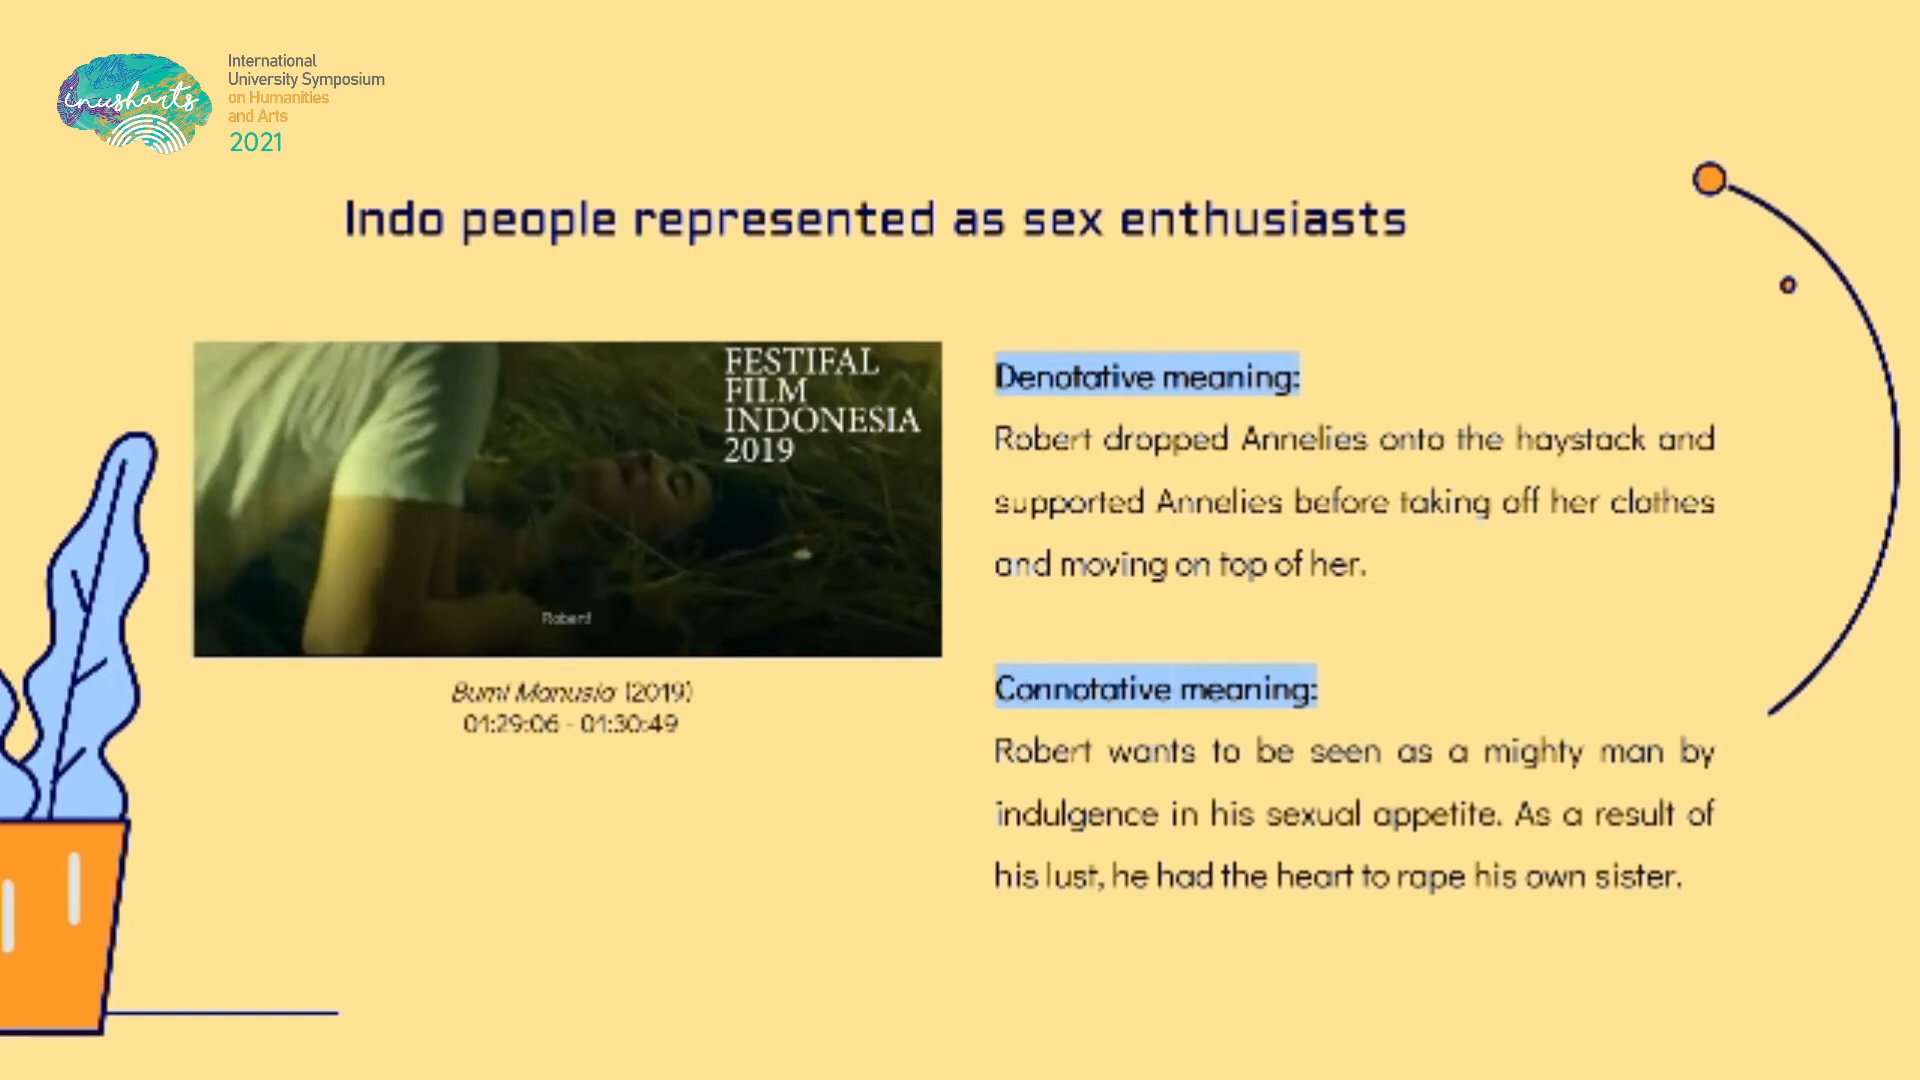 inusharts
International
University Symposium
on Humanities
and Arts
2021
Indo people represented as sex enthusiasts
FESTIFAL
FILM
INDONESIA
2019
Robert!
Bumi Manusia (2019)
01:29:06 - 01:30:49
Denotative meaning:
Robert dropped Annelies onto the haystack and
supported Annelies before taking off her clothes
and moving on top of her.
Connotative meaning:
Robert wants to be seen as a mighty man by
indulgence in his sexual appetite. As a result of
his lust, he had the heart to rape his own sister.